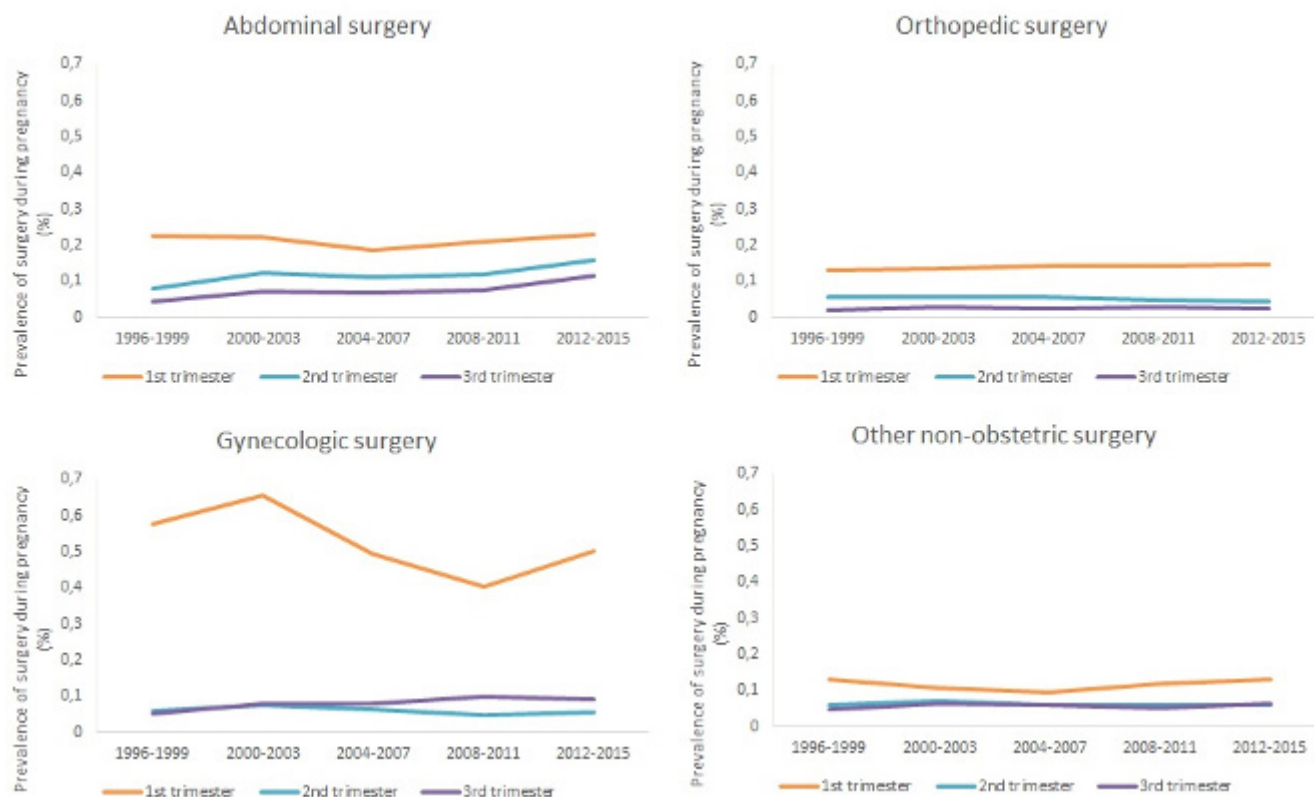 Abdominal surgery
Prevalence of surgery during pregnancy
(%)
0,7
0,6
0,5
0,4
0,3
0,2
0,1
0
1996-1999 2000-2003 2004-2007 2008-2011 2012-2015
1st trimester 2nd trimester 3rd trimester
Orthopedic surgery
Prevalence of surgery during pregnancy
(%)
0,7
0,6
0,5
0,4
0,3
0,2
0,1
0
1996-1999 2000-2003 2004-2007 2008-2011 2012-2015
1st trimester 2nd trimester 3rd trimester
Gynecologic surgery
Prevalence of surgery during pregnancy
(%)
0,7
0,6
0,5
0,4
0,3
0,2
0,1
0
1996-1999 2000-2003 2004-2007 2008-2011 2012-2015
1st trimester 2nd trimester 3rd trimester
Other non-obstetric surgery
Prevalence of surgery during pregnancy
(%)
0,7
0,6
0,5
0,4
0,3
0,2
0,1
0
1996-1999 2000-2003 2004-2007 2008-2011 2012-2015
1st trimester 2nd trimester 3rd trimester